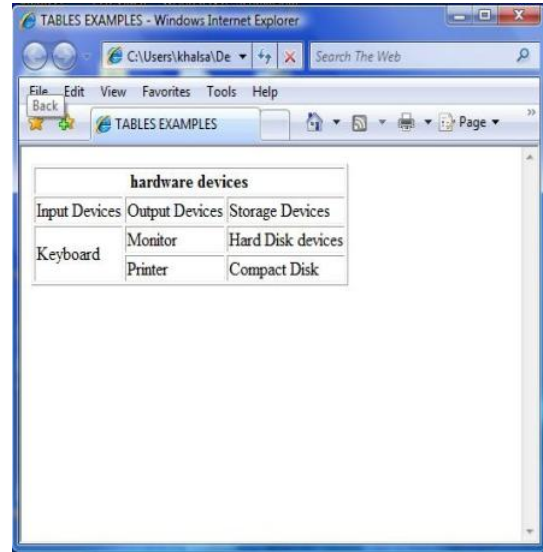 TABLES EXAMPLES - Windows Internet Explorer
C:\Users\khalsa\De
Search The Web
File Edit View Favorites Tools Help
Back
TABLES EXAMPLES
Page
hardware devices
Input Devices Output Devices Storage Devices
Keyboard
Monitor Hard Disk devices
Printer Compact Disk